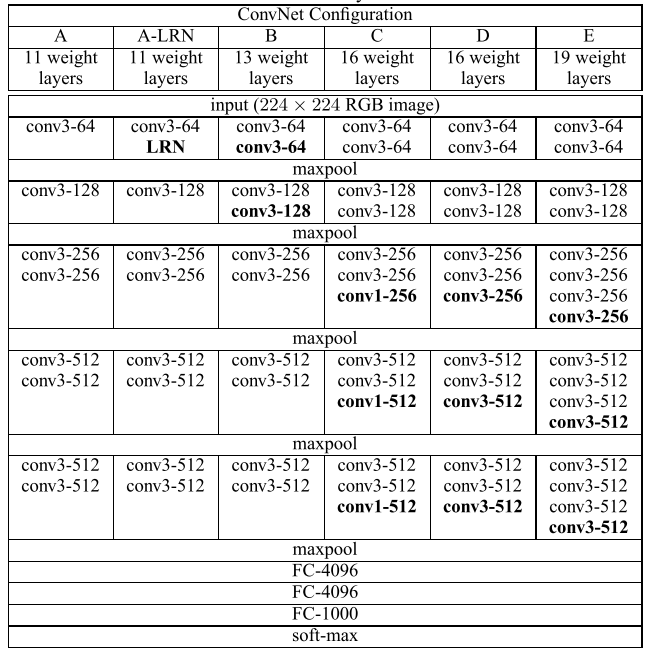 ConvNet Configuration
A A-LRN B C D E
11 weight 11 weight 13 weight 16 weight 16 weight 19 weight
layers layers layers layers layers layers
input (224 × 224 RGB image)
conv3-64 conv3-64 conv3-64 conv3-64 conv3-64 conv3-64
LRN conv3-64 conv3-64 conv3-64 conv3-64
maxpool
conv3-128 conv3-128 conv3-128 conv3-128 conv3-128 conv3-128
conv3-128 conv3-128 conv3-128 conv3-128
maxpool
conv3-256 conv3-256 conv3-256 conv3-256 conv3-256 conv3-256
conv3-256 conv3-256 conv3-256 conv3-256 conv3-256 conv3-256
conv1-256 conv3-256 conv3-256
conv3-256
maxpool
conv3-512 conv3-512 conv3-512 conv3-512 conv3-512 conv3-512
conv3-512 conv3-512 conv3-512 conv3-512 conv3-512 conv3-512
conv1-512 conv3-512 conv3-512
conv3-512
maxpool
conv3-512 conv3-512 conv3-512 conv3-512 conv3-512 conv3-512
conv3-512 conv3-512 conv3-512 conv3-512 conv3-512 conv3-512
conv1-512 conv3-512 conv3-512
conv3-512
maxpool
FC-4096
FC-4096
FC-1000
soft-max